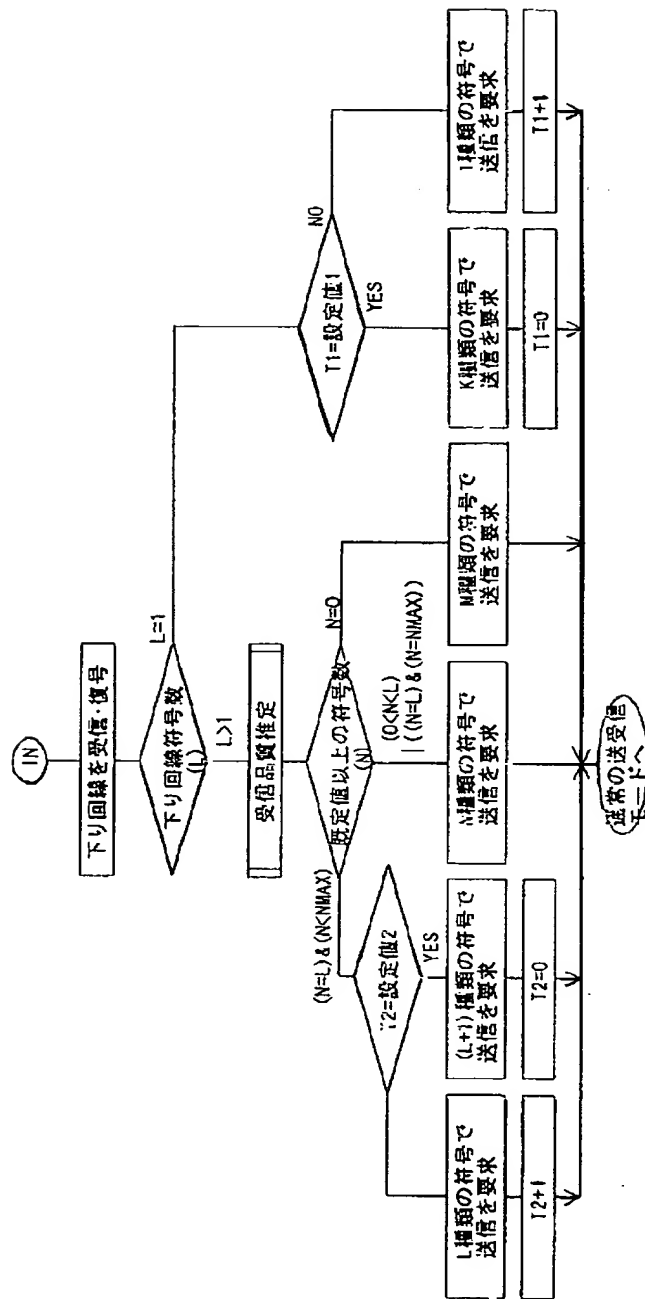 IN
下り回線を受信・復号
下り回線符号数
(L)
L=1
L>1
受信品質推定
既定値以上の符号数
(N)
(N=L)&(N<NMAX)
N=0
(0<N<L)
|((N=L)&(N=NMAX))
T2=設定値2
YES
T1=設定値1
NO
YES
L種類の符号で
送信を要求
(L+1)種類の符号で
送信を要求
N種類の符号で
送信を要求
M種類の符号で
送信を要求
K種類の符号で
送信を要求
1種類の符号で
送信を要求
T2+1
T2=0
T1=0
T1+1
通常の送受信
モードへ